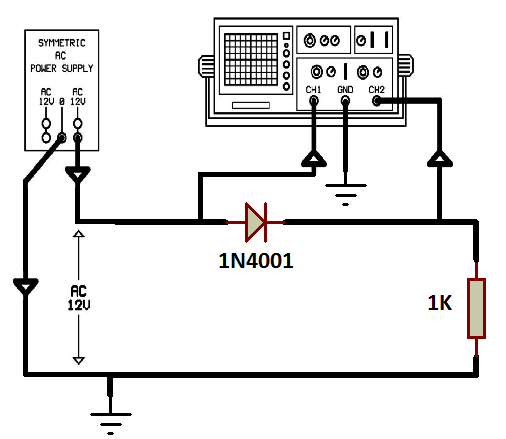 SYMMETRIC
AC
POWER SUPPLY
AC AC
12V 0 12V
CH1 GND CH2
1N4001
AC
12V
1K